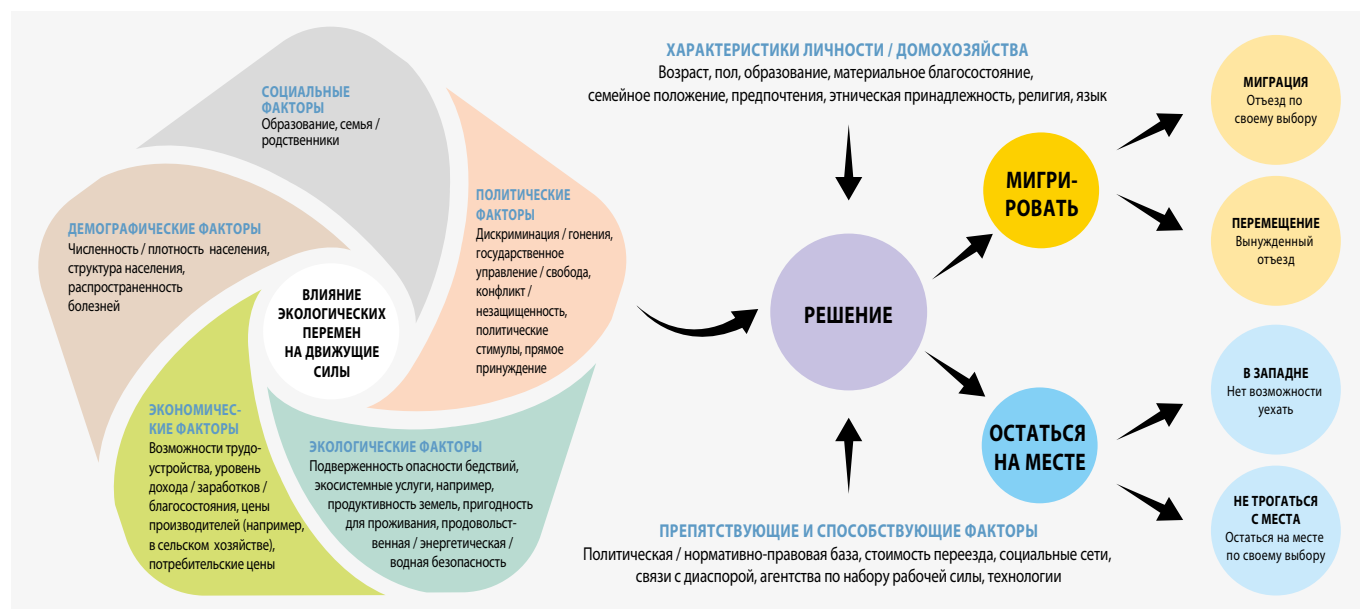 СОЦИАЛЬНЫЕ
ФАКТОРЫ
Образование, семья /
родственники
ПОЛИТИЧЕСКИЕ
ФАКТОРЫ
Дискриминация / гонения,
государственное
управление / свобода,
конфликт /
незащищенность,
политические
стимулы, прямое
принуждение
ДЕМОГРАФИЧЕСКИЕ ФАКТОРЫ
Численность / плотность населения,
структура населения,
распространенность
болезней
ВЛИЯНИЕ
ЭКОЛОГИЧЕСКИХ
ПЕРЕМЕН
НА ДВИЖУЩИЕ
СИЛЫ
ЭКОНОМИЧЕС-
КИЕ ФАКТОРЫ
Возможности трудо-
устройства, уровень
дохода / заработков /
благосостояния, цены
производителей (например,
в сельском хозяйстве),
потребительские цены
ЭКОЛОГИЧЕСКИЕ ФАКТОРЫ
Подверженность опасности бедствий,
экосистемные услуги, например,
продуктивность земель, пригодность
для проживания, продовольст-
венная / энергетическая /
водная безопасность
ХАРАКТЕРИСТИКИ ЛИЧНОСТИ / ДОМОХОЗЯЙСТВА
Возраст, пол, образование, материальное благосостояние,
семейное положение, предпочтения, этническая принадлежность, религия, язык
РЕШЕНИЕ
ПРЕПЯТСТВУЮЩИЕ И СПОСОБСТВУЮЩИЕ ФАКТОРЫ
Политическая / нормативно-правовая база, стоимость переезда, социальные сети,
связи с диаспорой, агентства по набору рабочей силы, технологии
МИГРИ-
РОВАТЬ
ОСТАТЬСЯ
НА МЕСТЕ
МИГРАЦИЯ
Отъезд по
своему выбору
ПЕРЕМЕЩЕНИЕ
Вынужденный
отъезд
В ЗАПАДНЕ
Нет возможности
уехать
НЕ ТРОГАТЬСЯ
С МЕСТА
Остаться на месте
по своему выбору